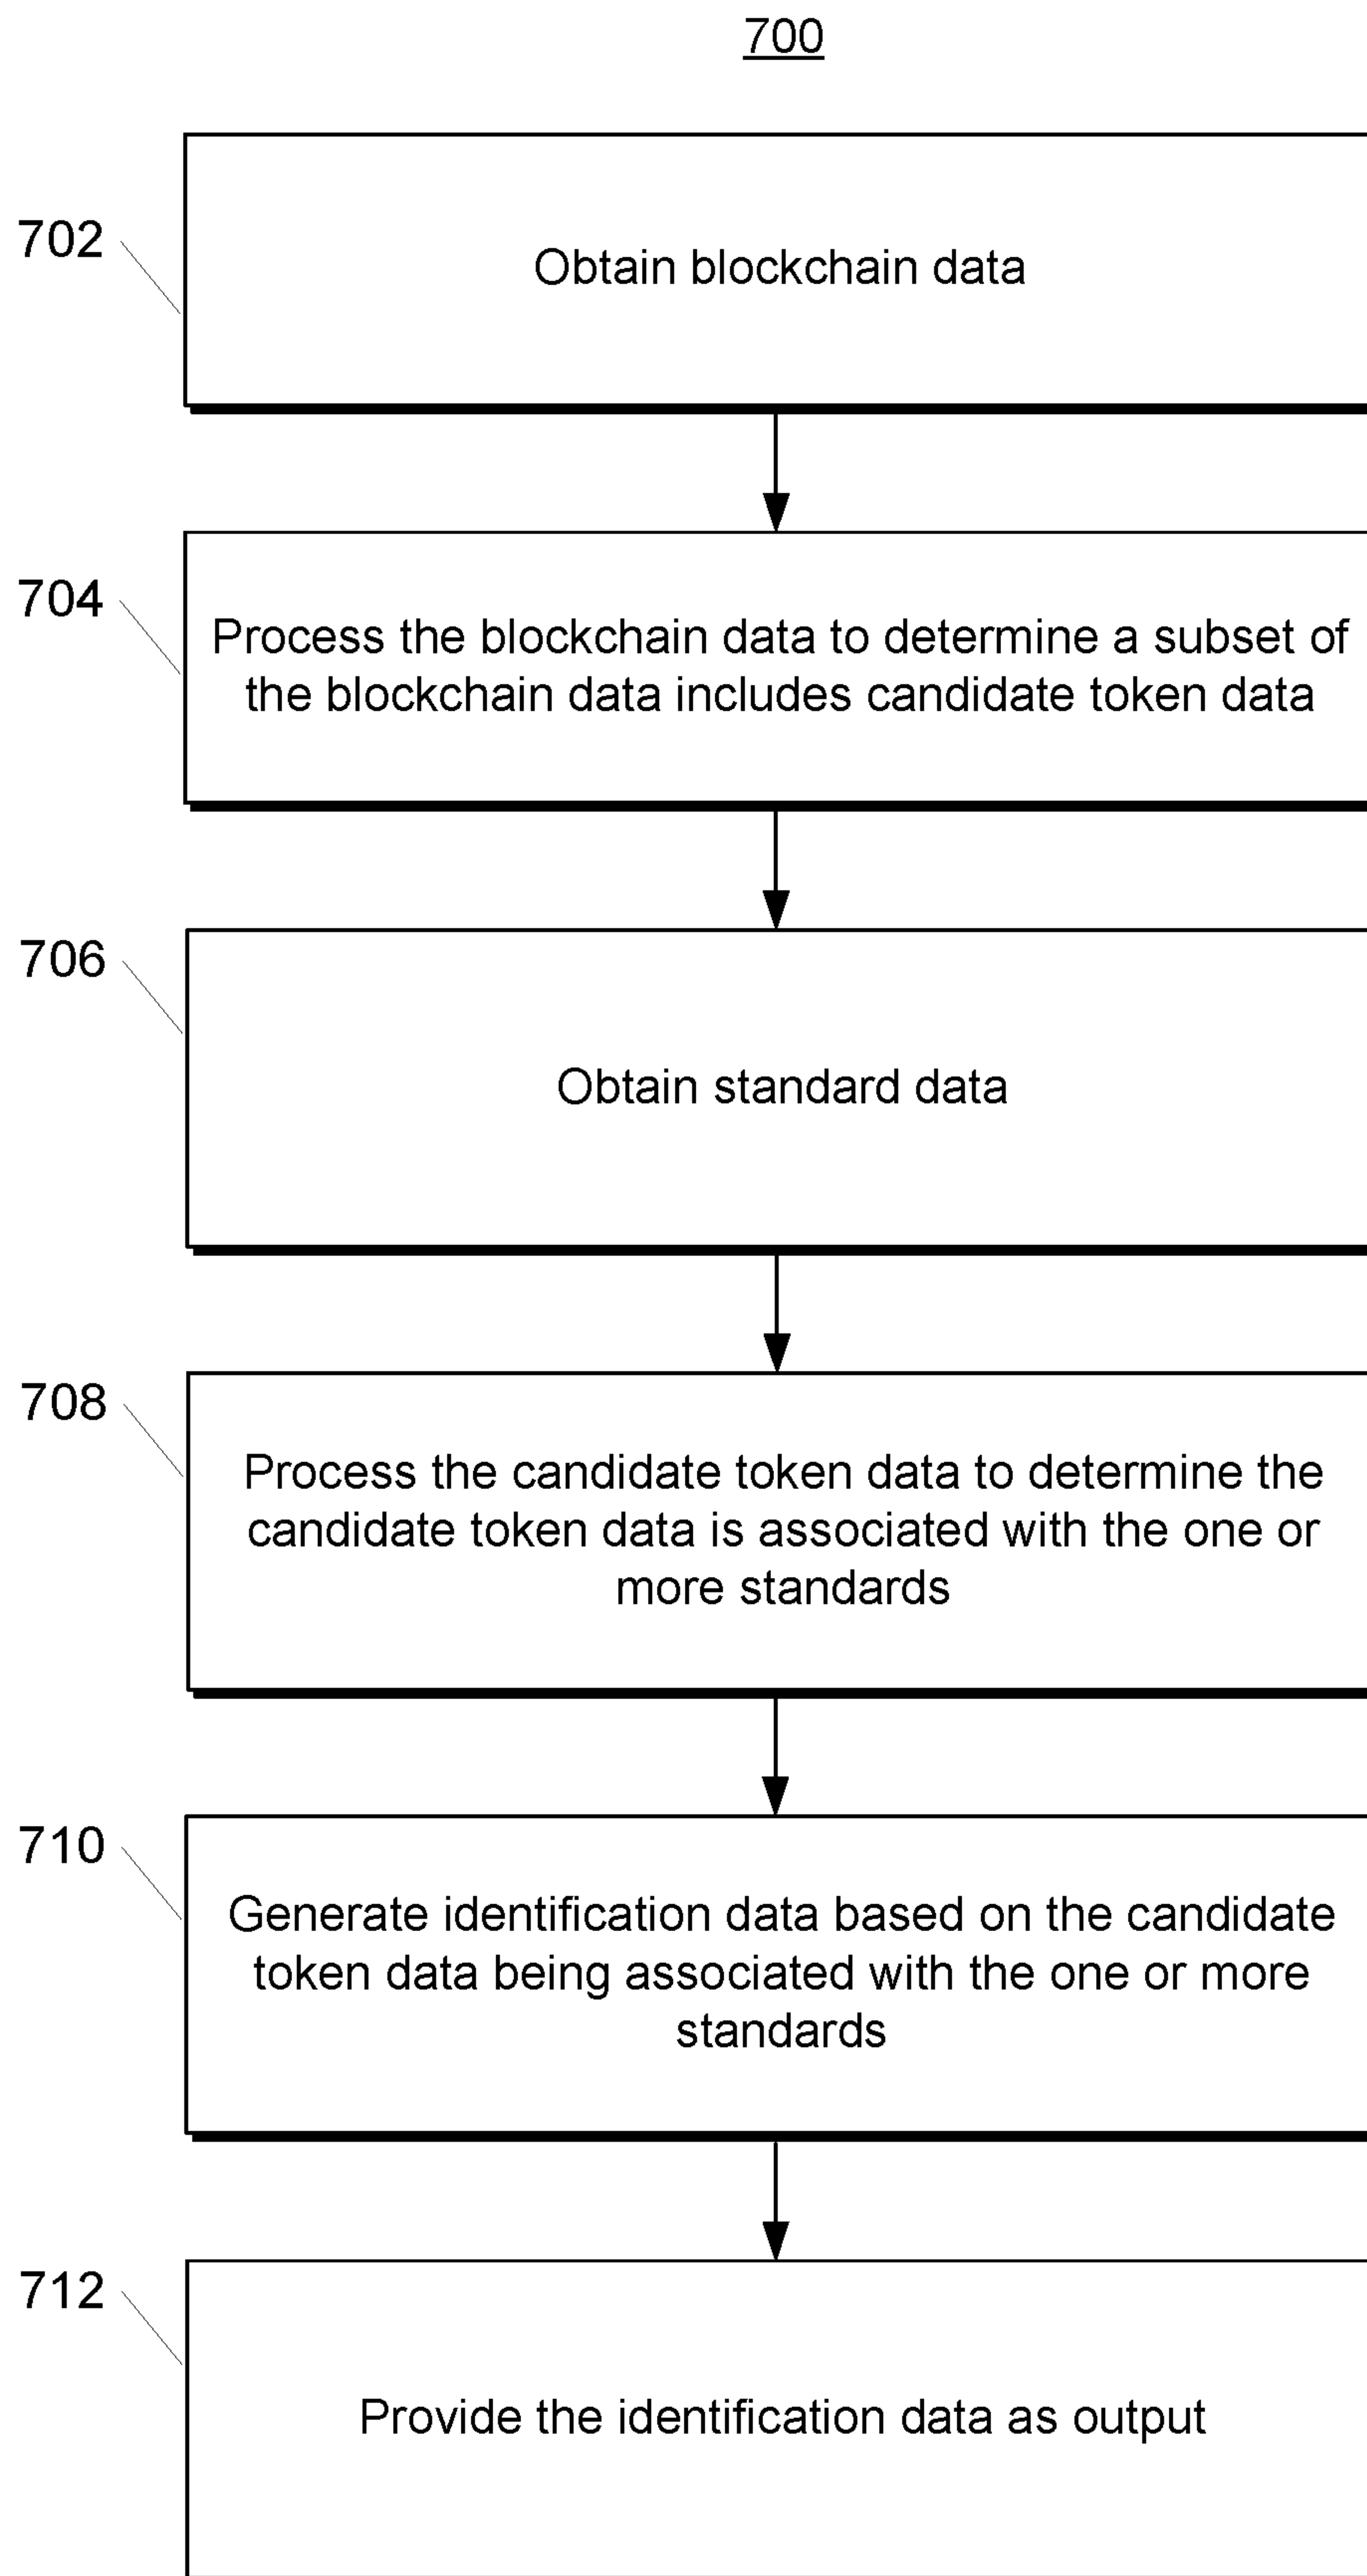 700
702
Obtain blockchain data
704
Process the blockchain data to determine a subset of
the blockchain data includes candidate token data
706
Obtain standard data
708
Process the candidate token data to determine the
candidate token data is associated with the one or
more standards
710
Generate identification data based on the candidate
token data being associated with the one or more
standards
712
Provide the identification data as output